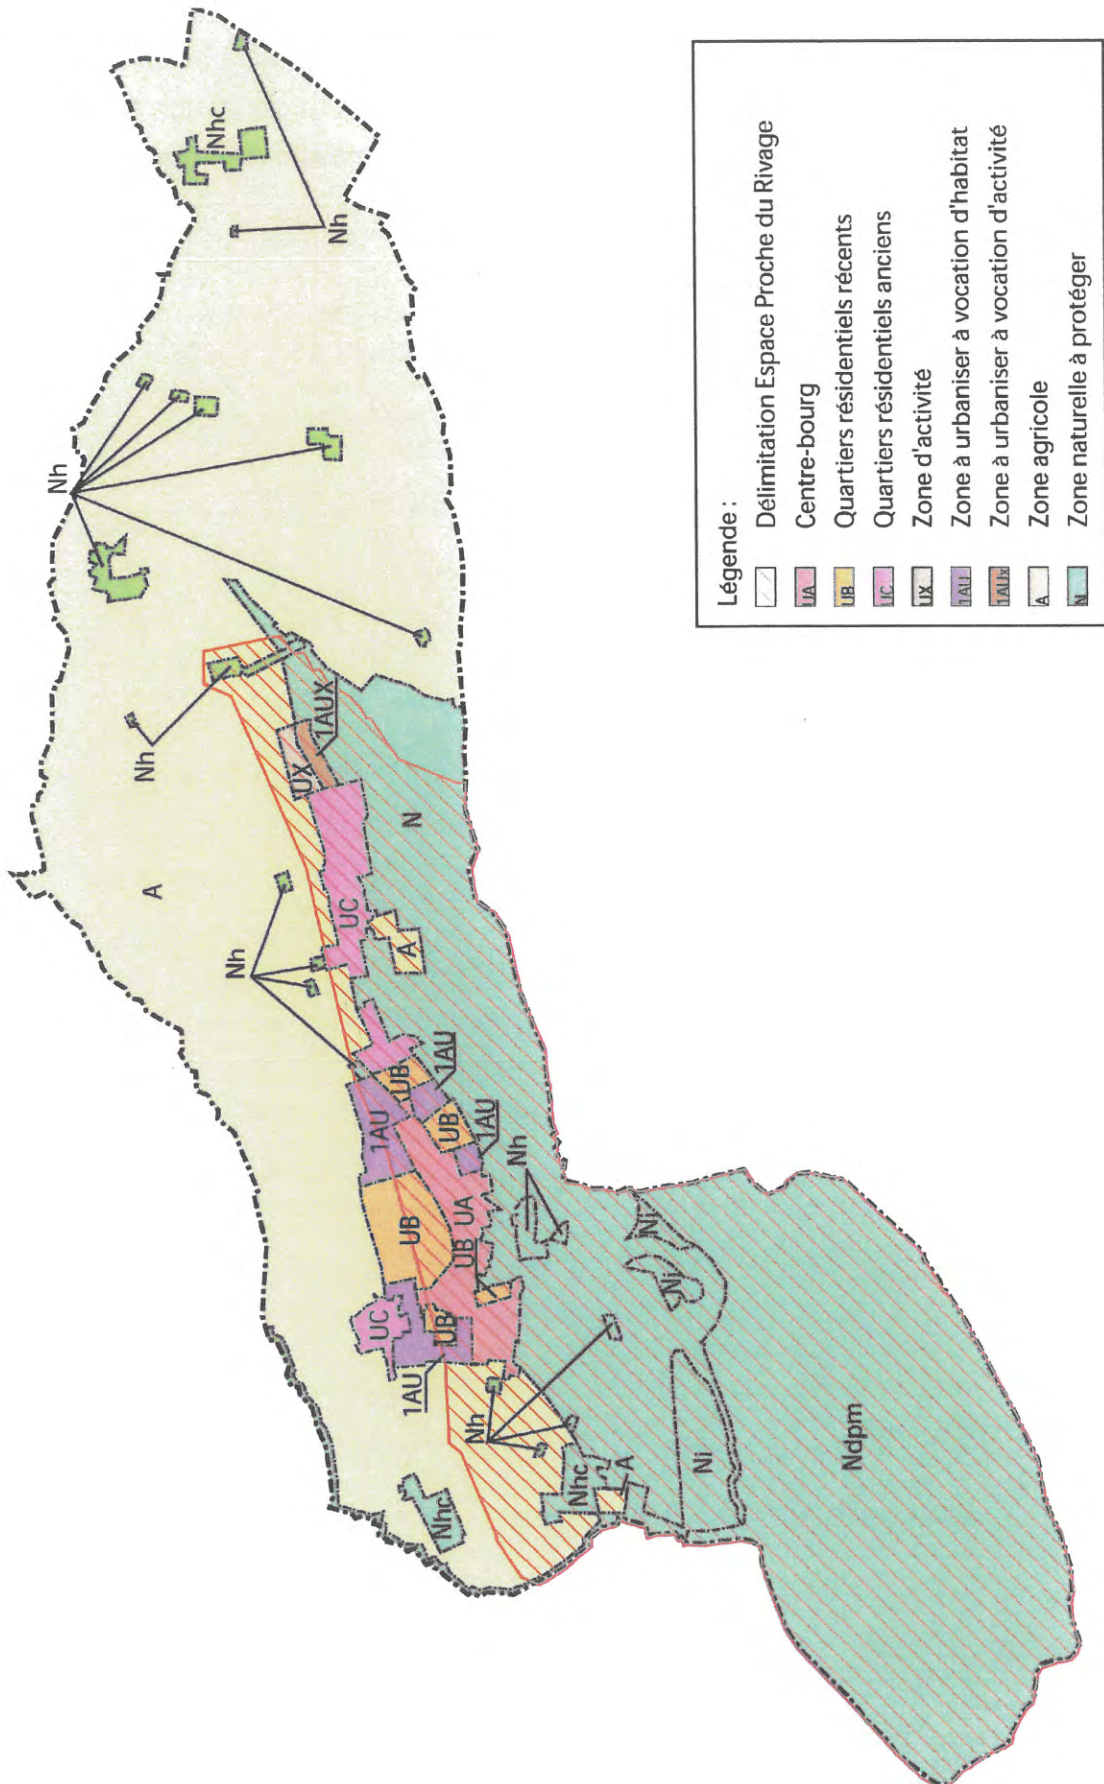 Nh
Nhc
Nh
Nh
A
Nh
UX
1AUX
N
UC
A
1AU
UB
1AU
UB
1AU
Nh
UB
UA
UB
UC
UB
1AU
Nh
Nhc
Nhc
A
Ni
Ni
Ni
Ndpm
Légende :
Délimitation Espace Proche du Rivage
UA Centre-bourg
UB Quartiers résidentiels récents
UC Quartiers résidentiels anciens
UX Zone d'activité
1AU Zone à urbaniser à vocation d'habitat
1AUx Zone à urbaniser à vocation d'activité
A Zone agricole
N Zone naturelle à protéger